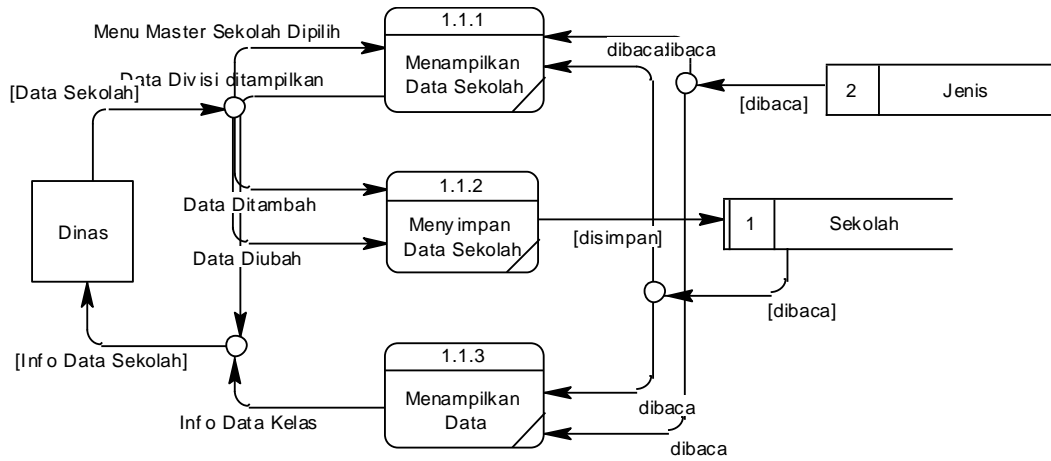 Menu Master Sekolah Dipilih
1.1.1
Menampilkan
Data Sekolah
dibaca
dibaca
[Data Sekolah]
Data Divisi ditampilkan
2
Jenis
[dibaca]
1.1.2
Menyimpan
Data Sekolah
Data Ditambah
Dinas
1
Sekolah
[disimpan]
Data Diubah
[dibaca]
1.1.3
Menampilkan
Data
[Info Data Sekolah]
Info Data Kelas
dibaca
dibaca